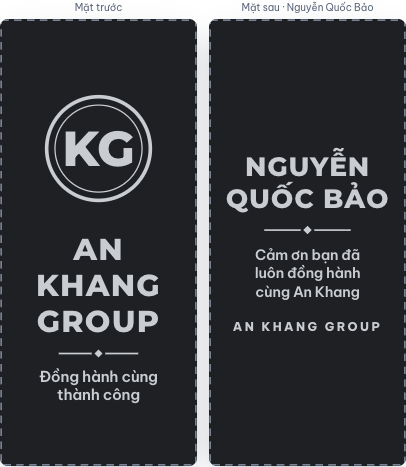 Mặt trước
KG
AN
KHANG
GROUP
Đồng hành cùng
thành công
Mặt sau · Nguyễn Quốc Bảo
NGUYỄN
QUỐC BẢO
Cảm ơn bạn đã
luôn đồng hành
cùng An Khang
AN KHANG GROUP